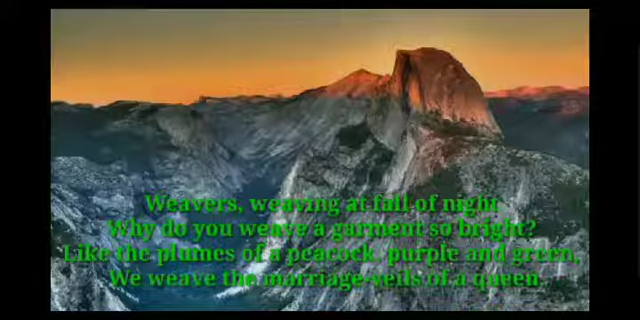 Weavers, weaving at fall of night
Why do you weave a garment so bright?
Like the plumes of a peacock, purple and green,
We weave the marriage-veils of a queen.